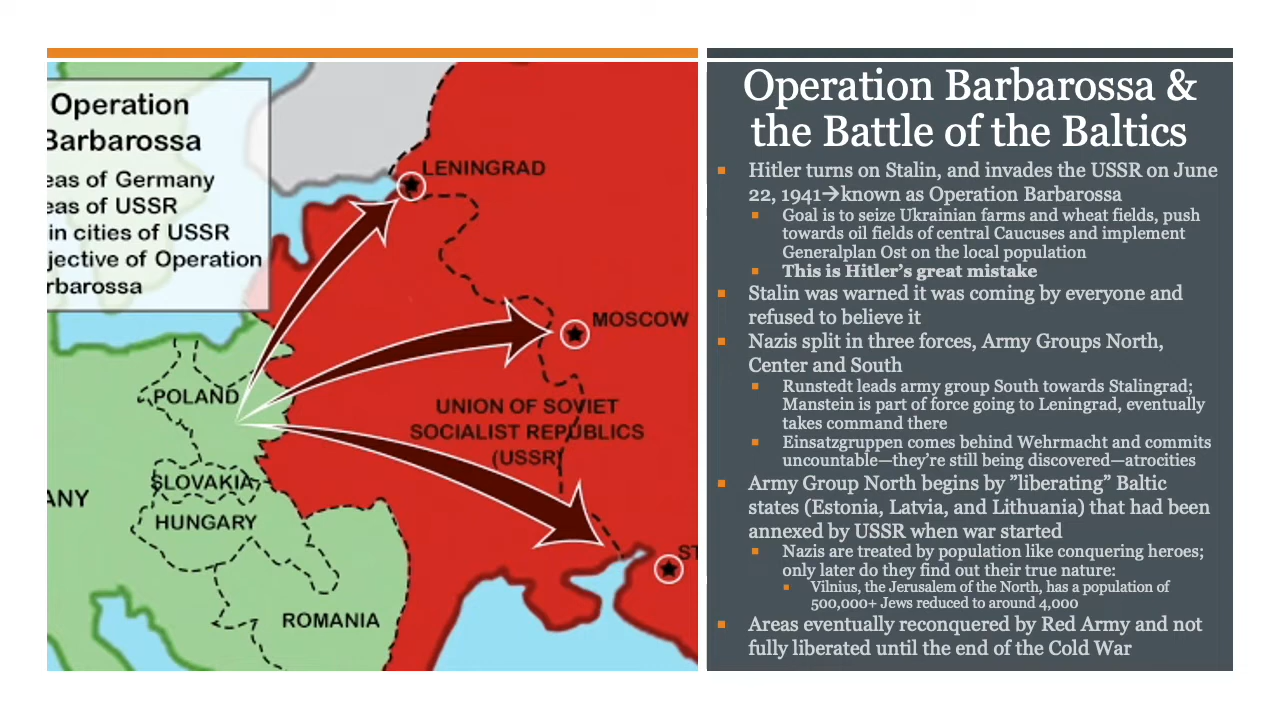 Operation
Barbarossa
eas of Germany
eas of USSR
in cities of USSR
jective of Operation
rbarossa
LENINGRAD
MOSCOW
POLAND
UNION OF SOVIET
SOCIALIST REPUBLICS
(USSR)
SLOVAKIA
ANY
HUNGARY
ST
ROMANIA
Operation Barbarossa &
the Battle of the Baltics
Hitler turns on Stalin, and invades the USSR on June
22, 1941→known as Operation Barbarossa
Goal is to seize Ukrainian farms and wheat fields, push
towards oil fields of central Caucuses and implement
Generalplan Ost on the local population
This is Hitler's great mistake
Stalin was warned it was coming by everyone and
refused to believe it
Nazis split in three forces, Army Groups North,
Center and South
Runstedt leads army group South towards Stalingrad;
Manstein is part of force going to Leningrad, eventually
takes command there
Einsatzgruppen comes behind Wehrmacht and commits
uncountable—they're still being discovered—atrocities
Army Group North begins by ”liberating” Baltic
states (Estonia, Latvia, and Lithuania) that had been
annexed by USSR when war started
Nazis are treated by population like conquering heroes;
only later do they find out their true nature:
Vilnius, the Jerusalem of the North, has a population of
500,000+ Jews reduced to around 4,000
Areas eventually reconquered by Red Army and not
fully liberated until the end of the Cold War